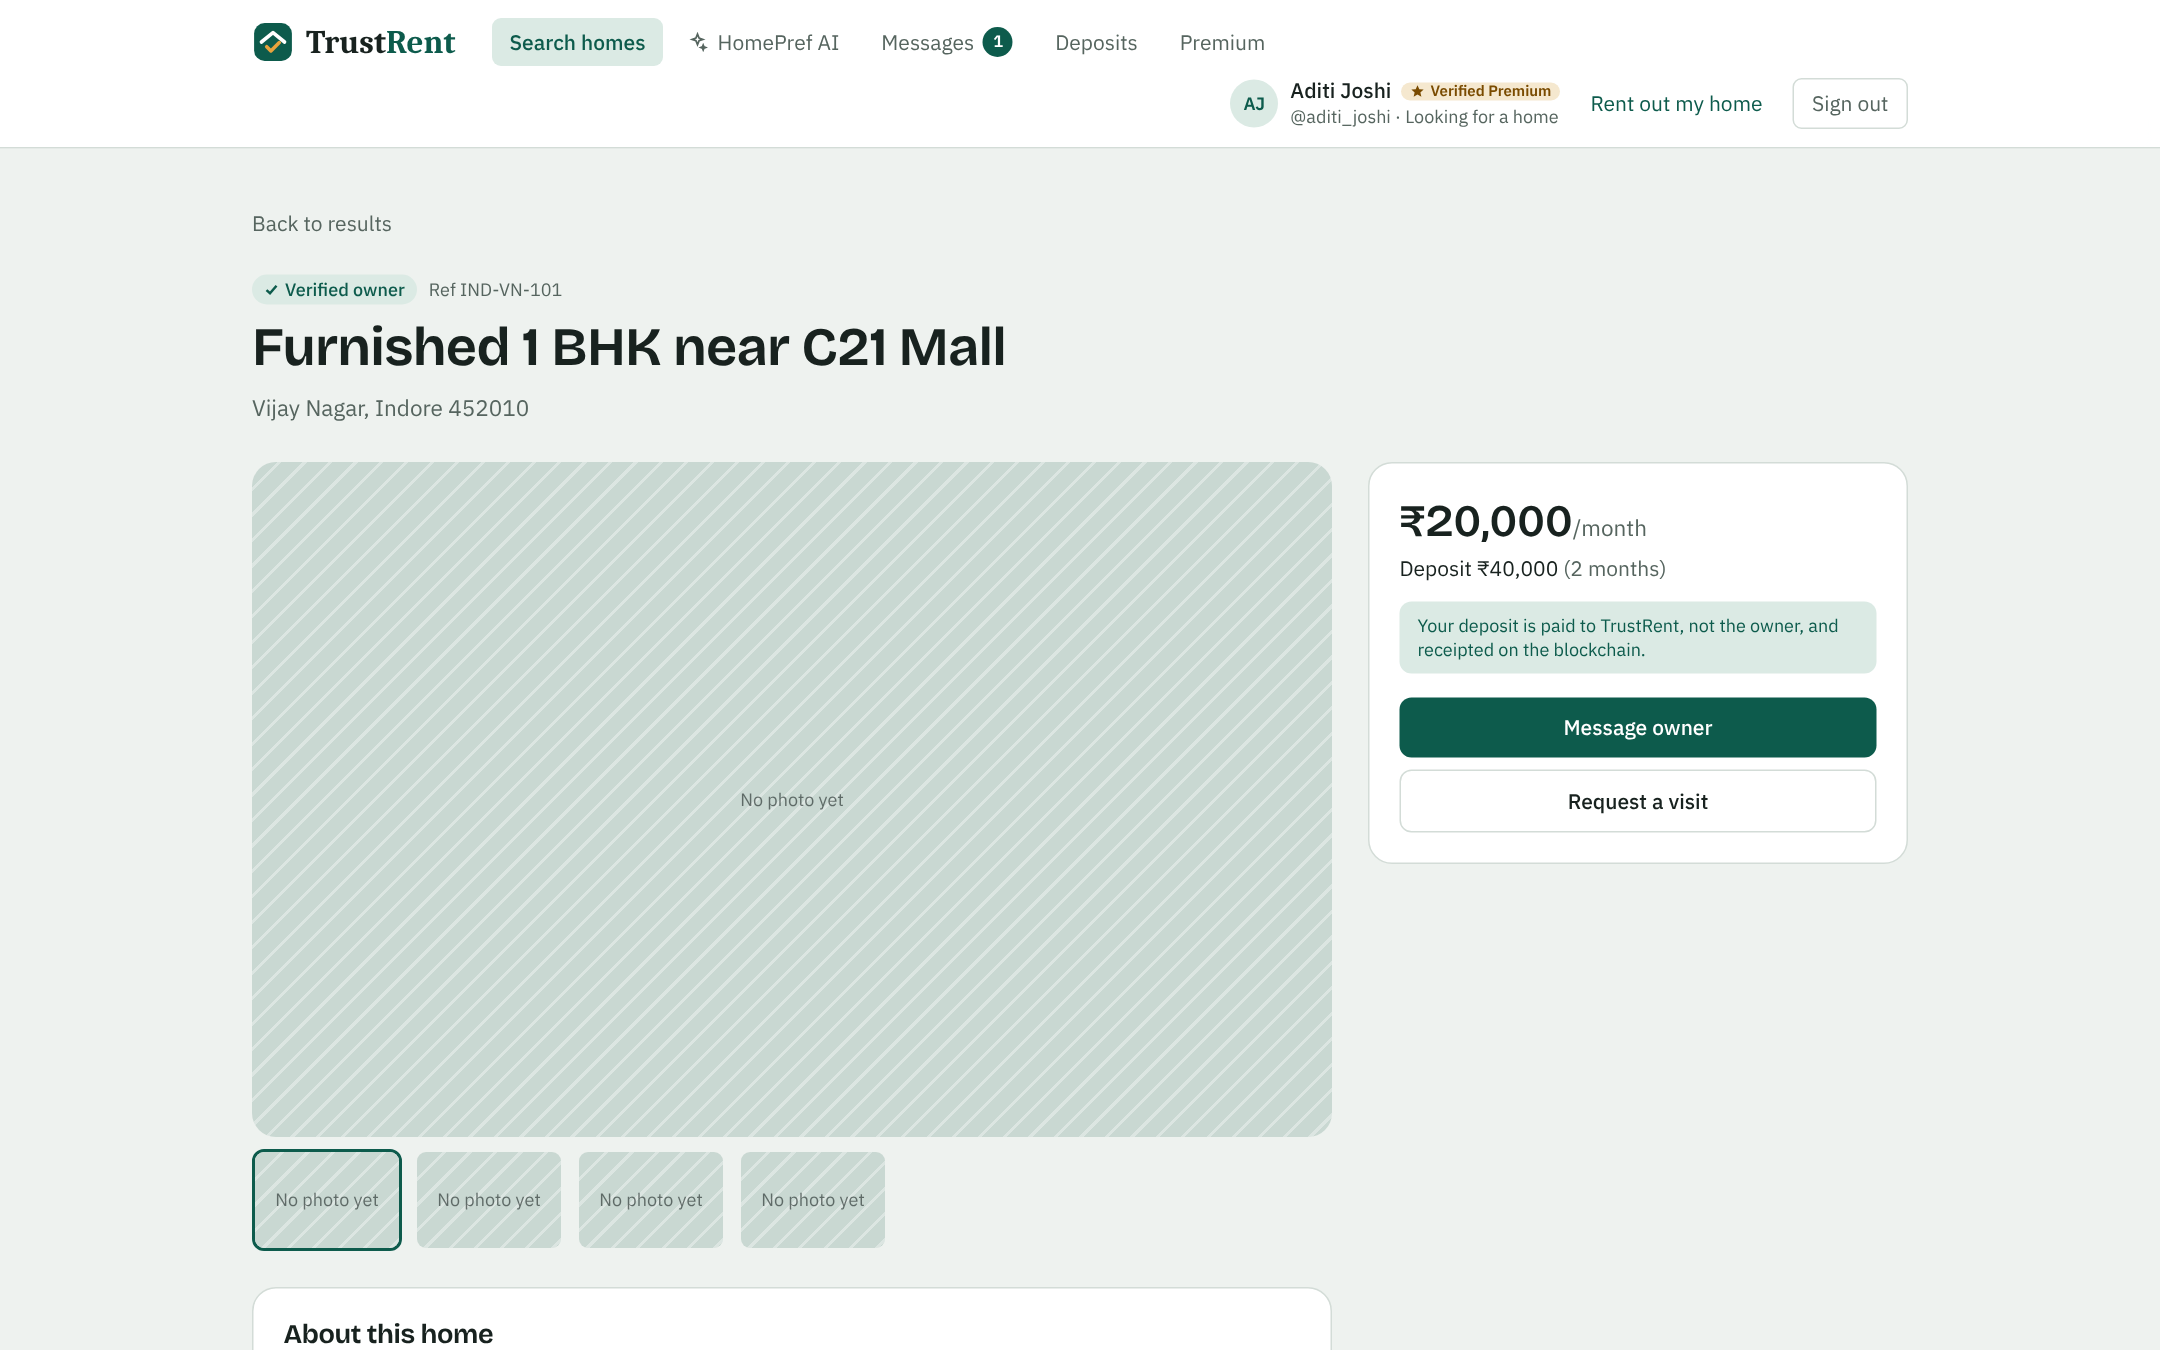 TrustRent
Search homes
HomePref AI
Messages 1
Deposits
Premium
AJ
Aditi Joshi
Verified Premium
@aditi_joshi · Looking for a home
Rent out my home
Sign out
Back to results
Verified owner
Ref IND-VN-101
Furnished 1 BHK near C21 Mall
Vijay Nagar, Indore 452010
No photo yet
₹20,000/month
Deposit ₹40,000 (2 months)
Your deposit is paid to TrustRent, not the owner, and
receipted on the blockchain.
Message owner
Request a visit
No photo yet
No photo yet
No photo yet
No photo yet
About this home